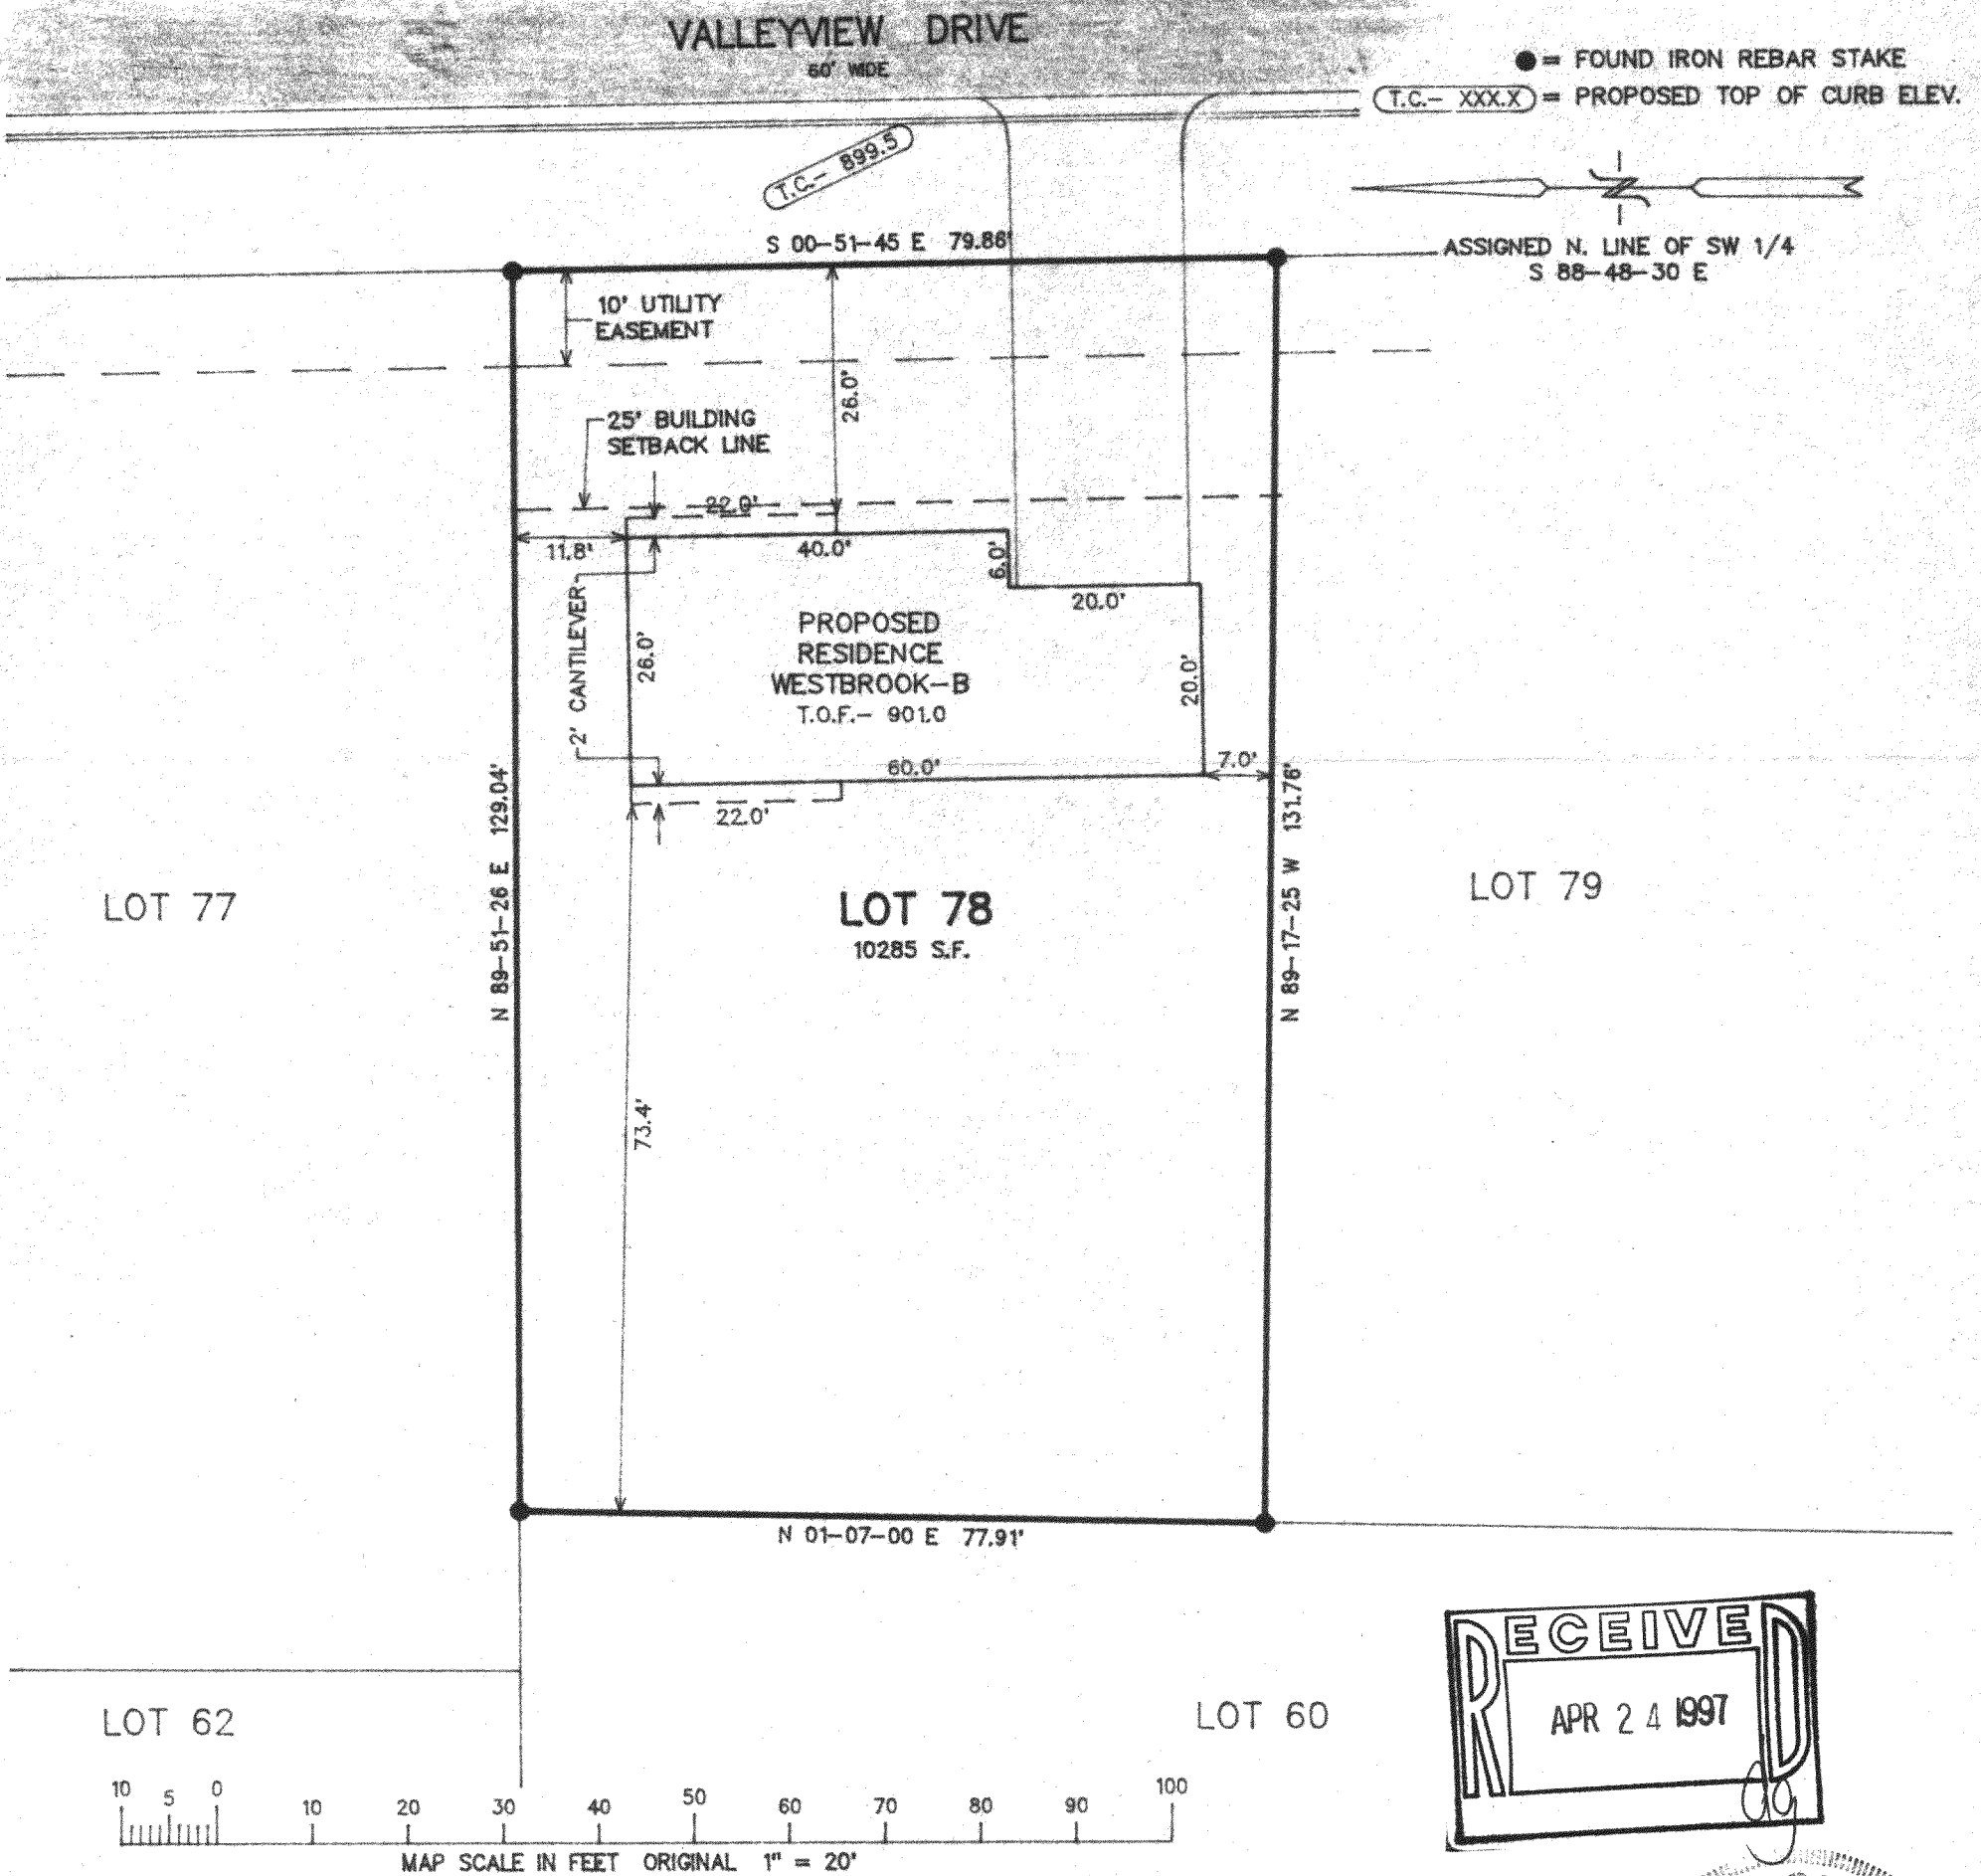 VALLEYVIEW DRIVE
60' WIDE
●= FOUND IRON REBAR STAKE
T.C.– XXX.X = PROPOSED TOP OF CURB ELEV.
T.C.– 899.5
N
S 00–51–45 E 79.86'
ASSIGNED N. LINE OF SW 1/4
S 88–48–30 E
10' UTILITY
EASEMENT
26.0'
25' BUILDING
SETBACK LINE
22.0'
11.8'
40.0'
6.0'
20.0'
2' CANTILEVER
26.0'
PROPOSED
RESIDENCE
WESTBROOK–B
T.O.F.– 901.0
20.0'
60.0'
7.0'
22.0'
N 89–51–26 E 129.04'
N 89–17–25 W 131.76'
LOT 77
LOT 78
10285 S.F.
LOT 79
73.4'
N 01–07–00 E 77.91'
RECEIVED
APR 24 1997
LOT 62
LOT 60
10 5 0 10 20 30 40 50 60 70 80 90 100
MAP SCALE IN FEET ORIGINAL 1" = 20'